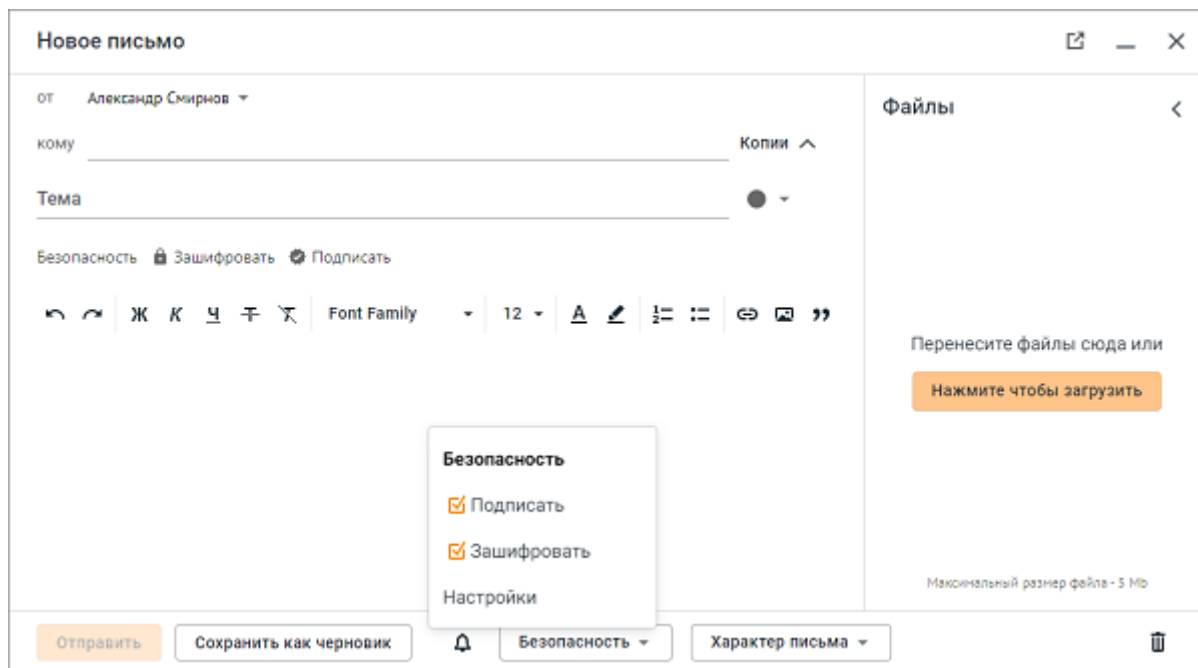 Новое письмо
от Александр Смирнов
Файлы
кому Копии
Тема
Безопасность Зашифровать Подписать
Ж К Ч Т Font Family 12 A
Перенесите файлы сюда или
Нажмите чтобы загрузить
Безопасность
Подписать
Зашифровать
Настройки
Максимальный размер файла - 5 Mb
Отправить Сохранить как черновик Безопасность Характер письма